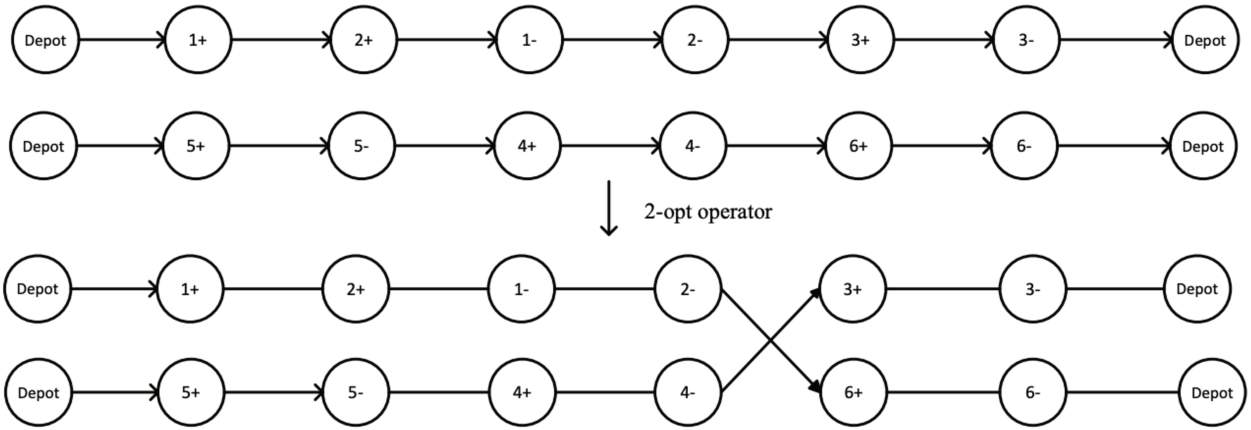 Depot 1+ 2+ 1- 2- 3+ 3- Depot
Depot 5+ 5- 4+ 4- 6+ 6- Depot
2-opt operator
Depot 1+ 2+ 1- 2- 3+ 3- Depot
Depot 5+ 5- 4+ 4- 6+ 6- Depot